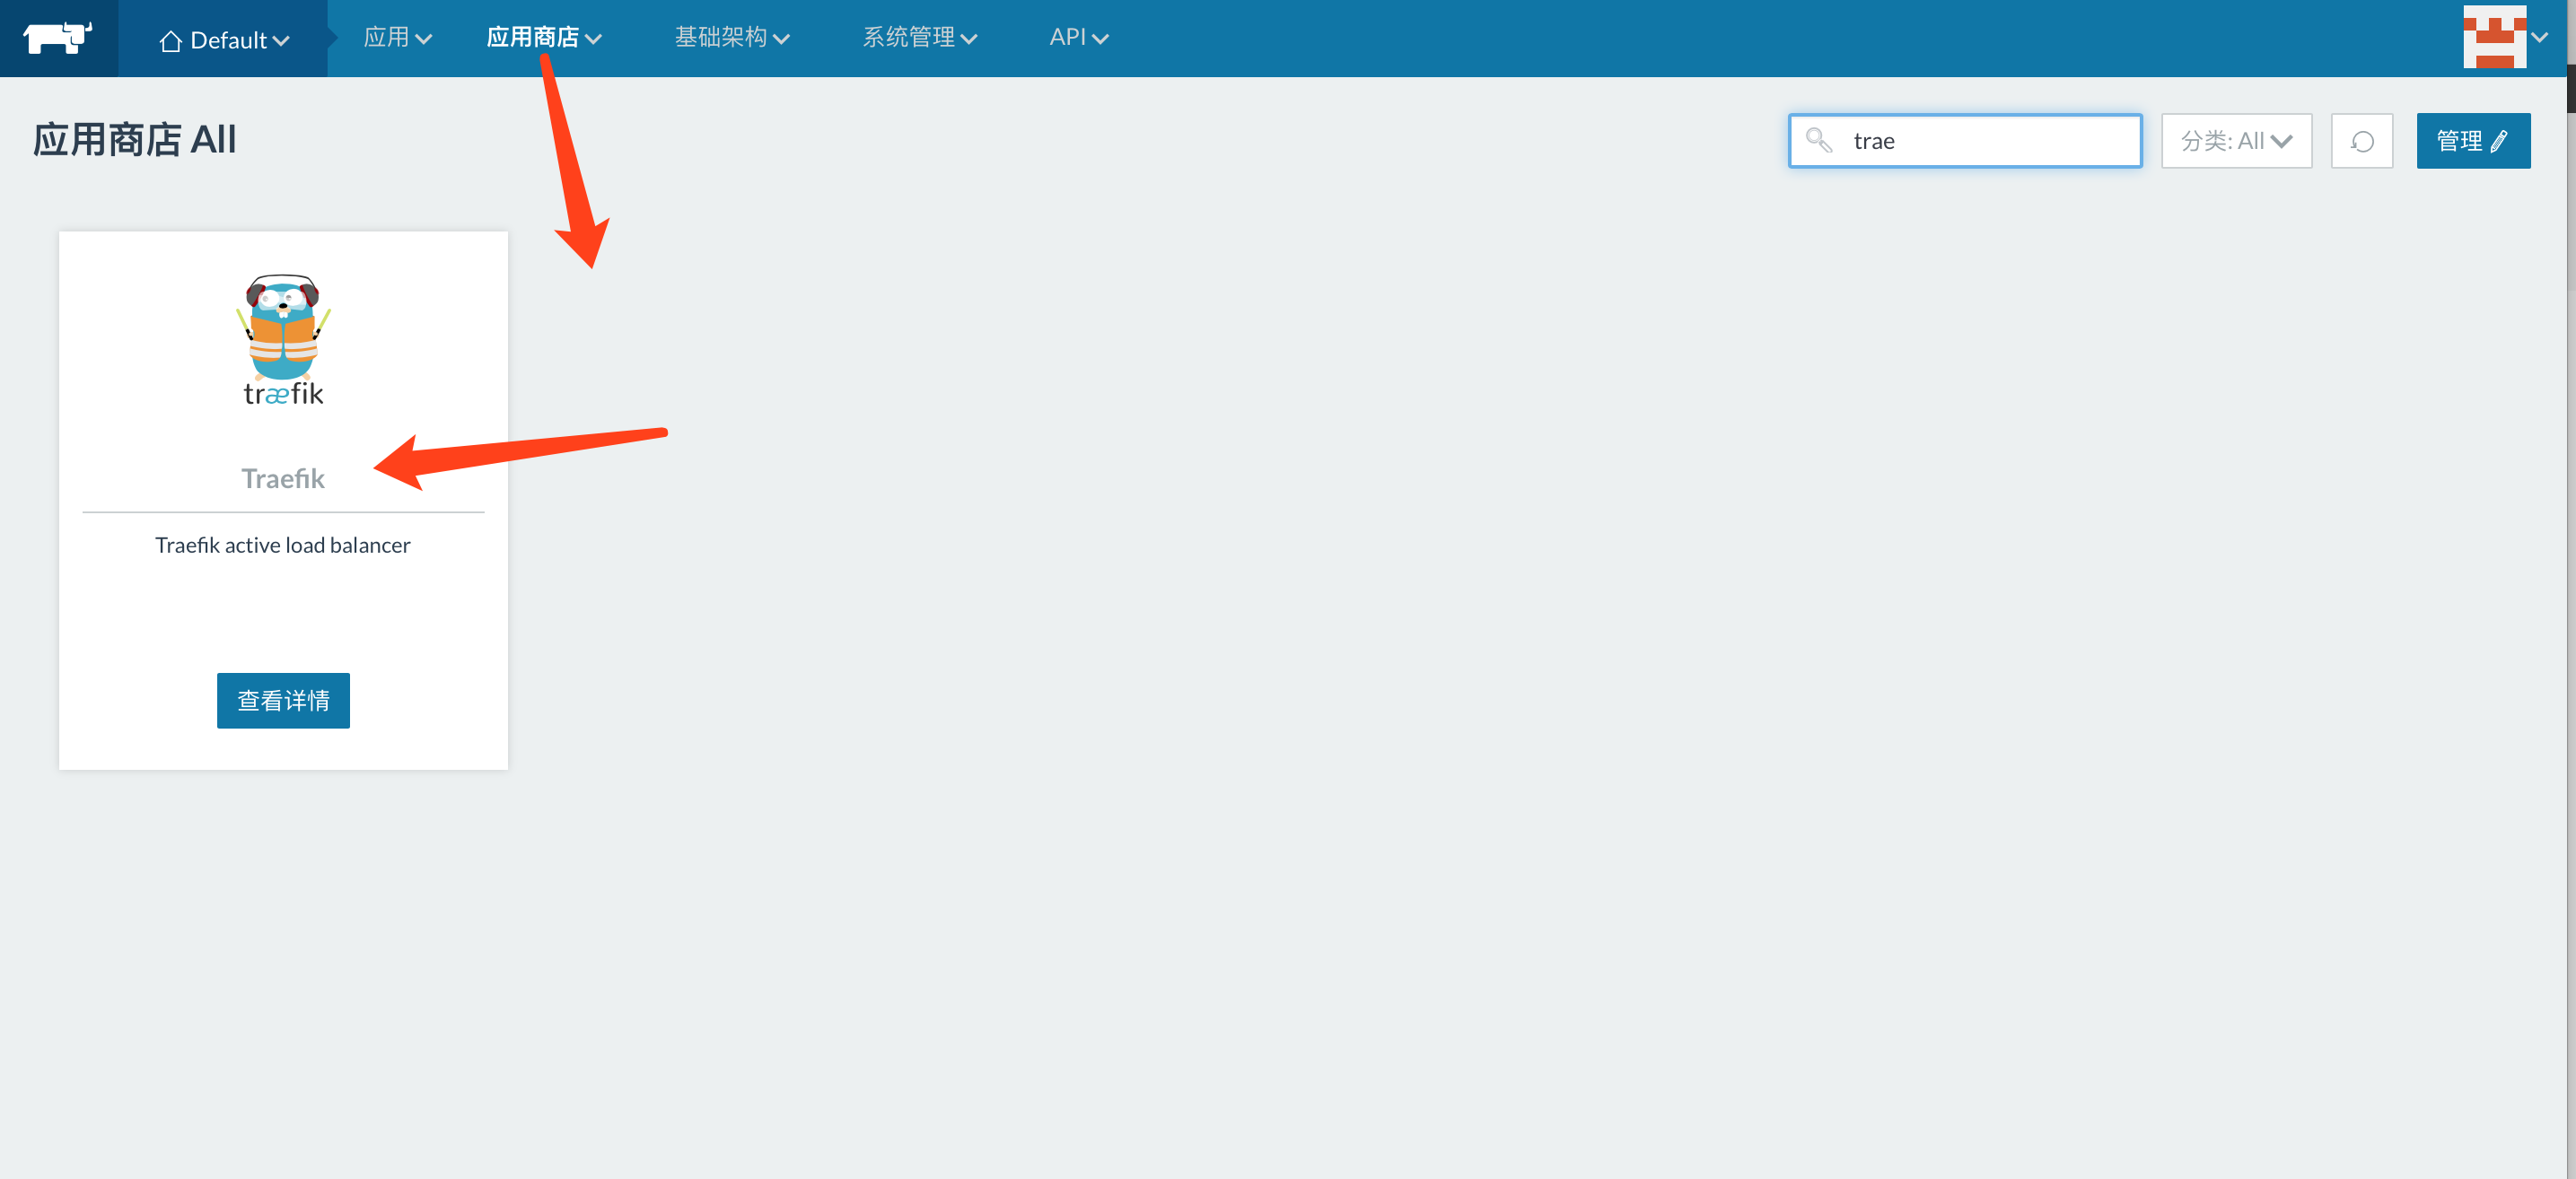 Default 应用 应用商店 基础架构 系统管理 API
应用商店 All
trae
分类: All
管理
træfik
Traefik
Traefik active load balancer
查看详情